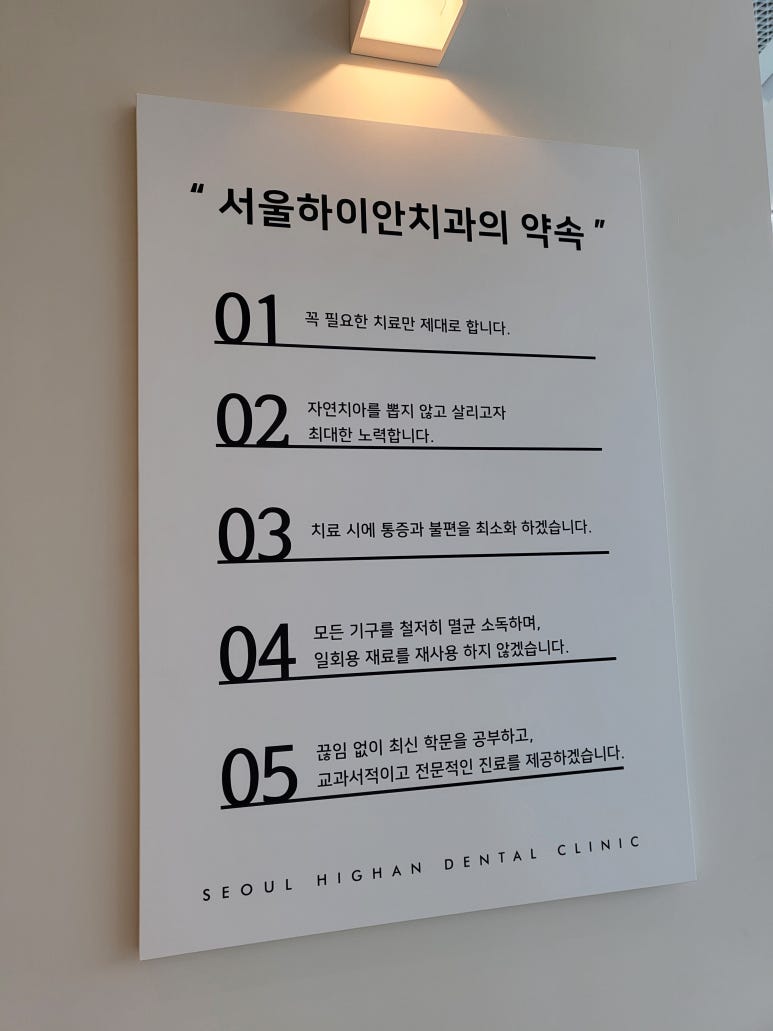 “ 서울하이안치과의 약속 ”
01 꼭 필요한 치료만 제대로 합니다.
02 자연치아를 뽑지 않고 살리고자
최대한 노력합니다.
03 치료 시에 통증과 불편을 최소화 하겠습니다.
04 모든 기구를 철저히 멸균 소독하며,
일회용 재료를 재사용 하지 않겠습니다.
05 끊임 없이 최신 학문을 공부하고,
교과서적이고 전문적인 진료를 제공하겠습니다.
SEOUL HIGHAN DENTAL CLINIC